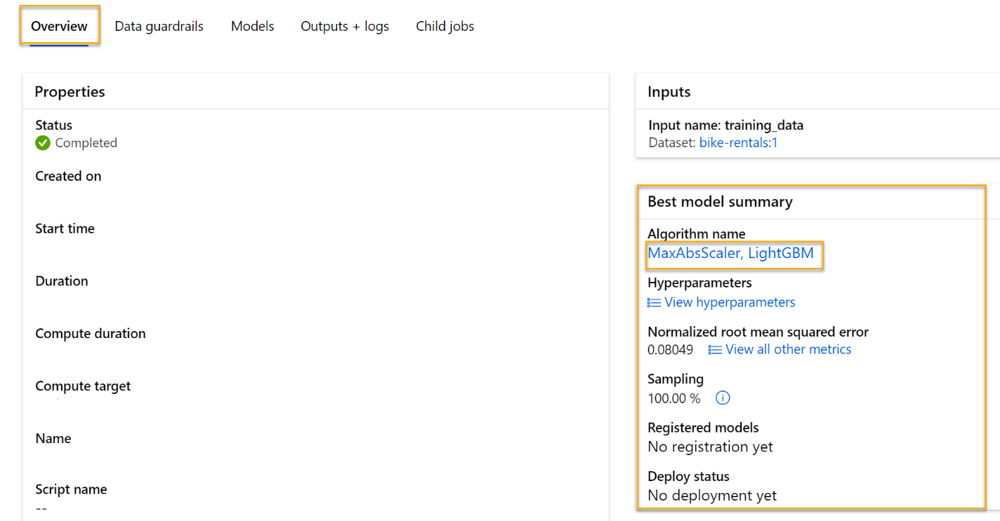 Overview Data guardrails Models Outputs + logs Child jobs
Properties
Status
Completed
Created on
Start time
Duration
Compute duration
Compute target
Name
Script name
--
Inputs
Input name: training_data
Dataset: bike-rentals:1
Best model summary
Algorithm name
MaxAbsScaler, LightGBM
Hyperparameters
View hyperparameters
Normalized root mean squared error
0.08049 View all other metrics
Sampling
100.00 %
Registered models
No registration yet
Deploy status
No deployment yet